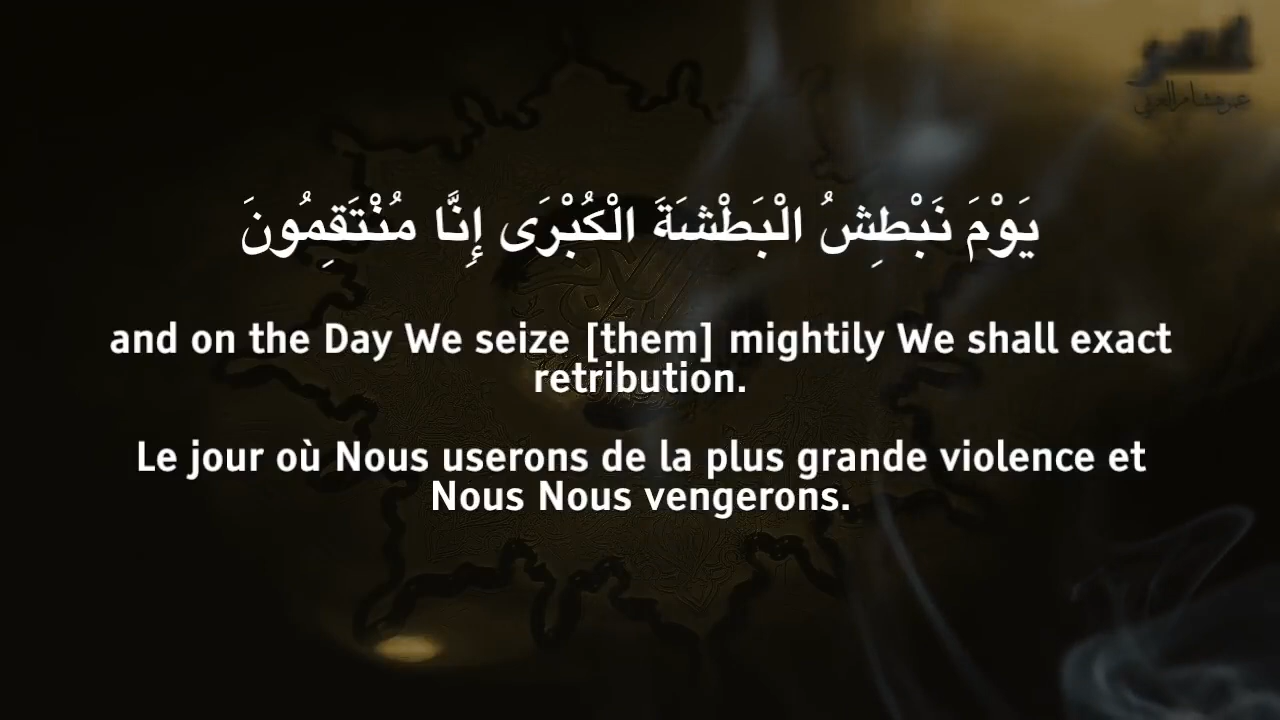 يَوْمَ نَبْطِشُ الْبَطْشَةَ الْكُبْرَى إِنَّا مُنْتَقِمُونَ
and on the Day We seize [them] mightily We shall exact
retribution.
Le jour où Nous userons de la plus grande violence et
Nous Nous vengerons.